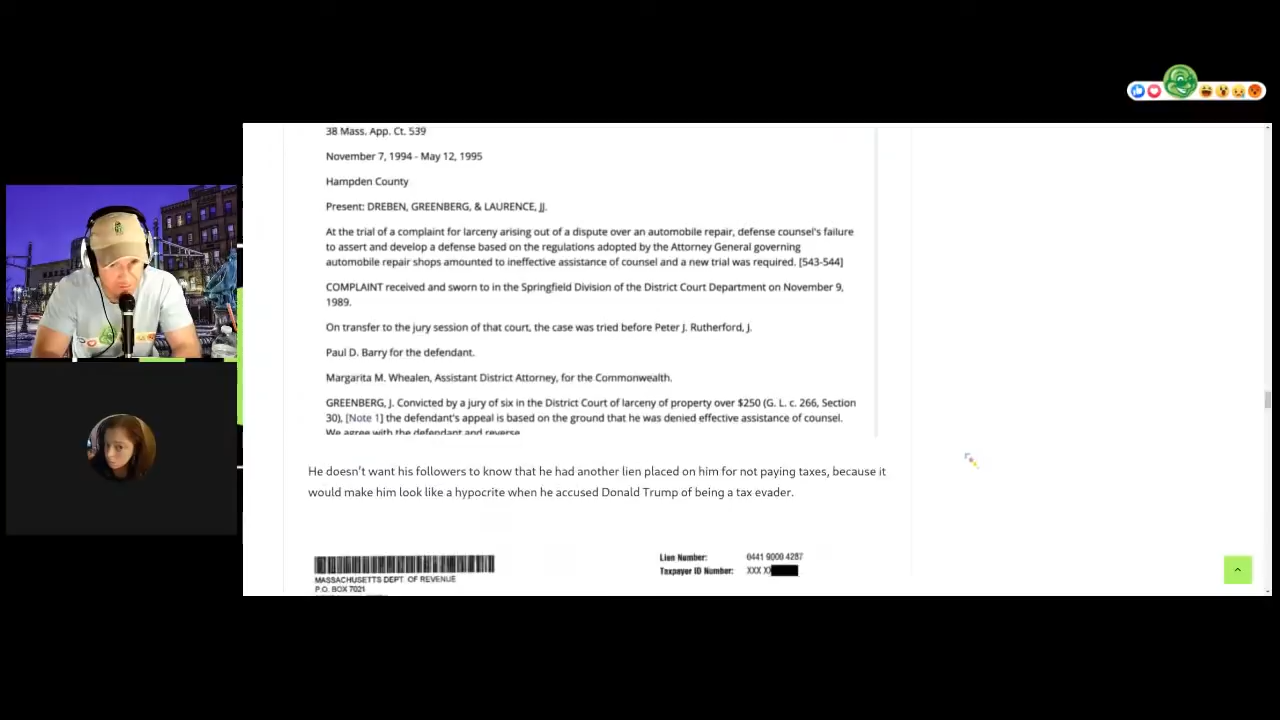 38 Mass. App. Ct. 539
November 7, 1994 - May 12, 1995
Hampden County
Present: DREBEN, GREENBERG, & LAURENCE, JJ.
At the trial of a complaint for larceny arising out of a dispute over an automobile repair, defense counsel's failure
to assert and develop a defense based on the regulations adopted by the Attorney General governing
automobile repair shops amounted to ineffective assistance of counsel and a new trial was required. [543-544]
COMPLAINT received and sworn to in the Springfield Division of the District Court Department on November 9,
1989.
On transfer to the jury session of that court, the case was tried before Peter J. Rutherford, J.
Paul D. Barry for the defendant.
Margarita M. Whealen, Assistant District Attorney, for the Commonwealth.
GREENBERG, J. Convicted by a jury of six in the District Court of larceny of property over $250 (G. L. c. 266, Section
30), [Note 1] the defendant's appeal is based on the ground that he was denied effective assistance of counsel.
We agree with the defendant and reverse.
He doesn't want his followers to know that he had another lien placed on him for not paying taxes, because it
would make him look like a hypocrite when he accused Donald Trump of being a tax evader.
Lien Number: 0441 9000 4287
Taxpayer ID Number: XXX X
MASSACHUSETTS DEPT. OF REVENUE
P.O. BOX 7021